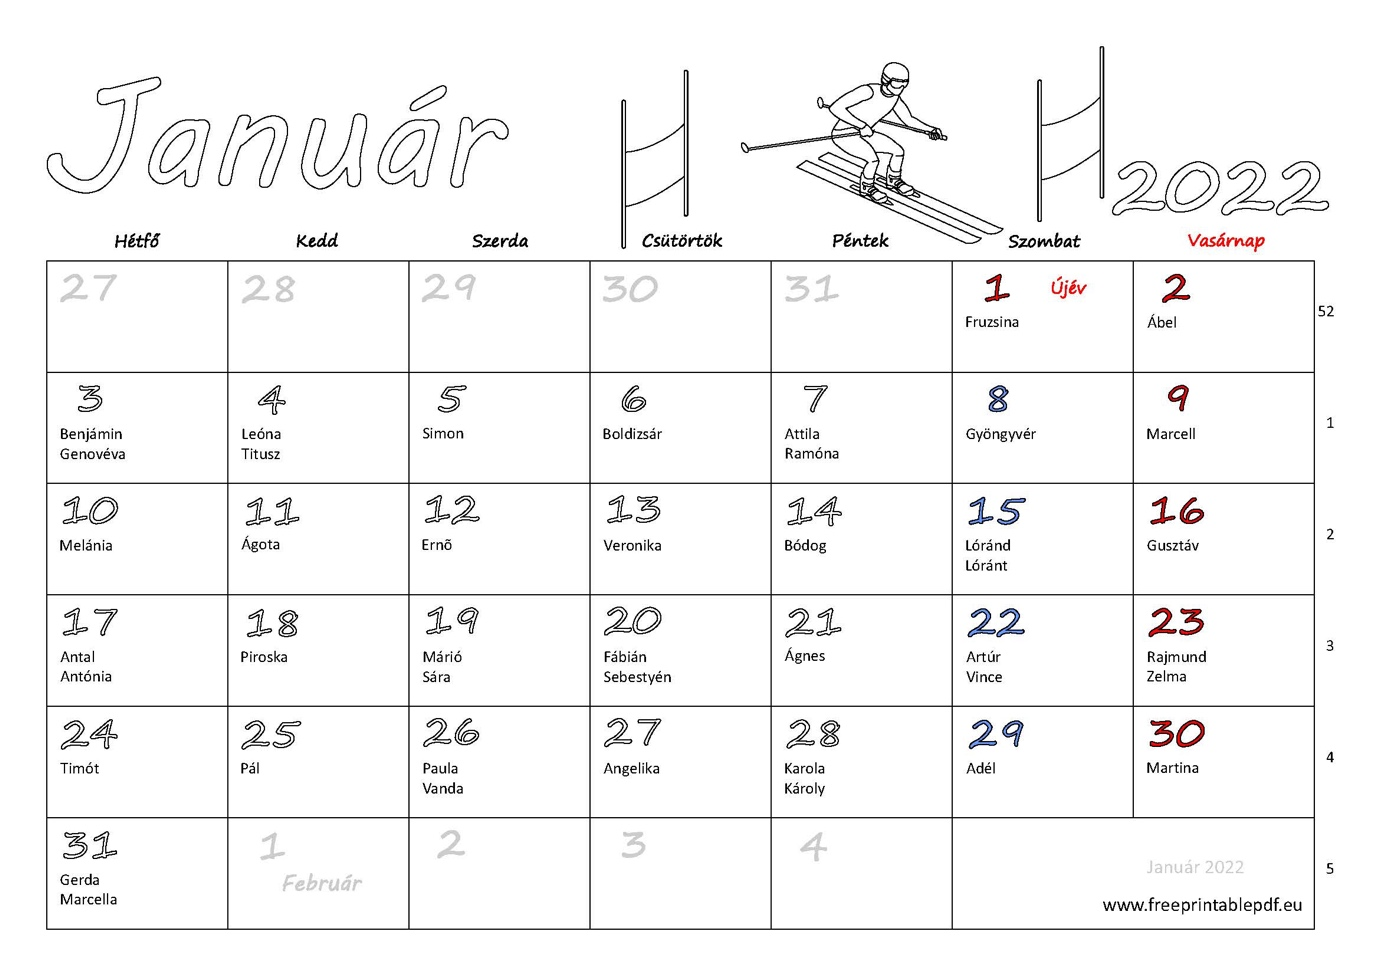 Január
2022
Hétfő Kedd Szerda Csütörtök Péntek Szombat Vasárnap
27 28 29 30 31 1 Újév 2 52
Fruzsina Ábel
3 4 5 6 7 8 9 1
Benjámin Leóna Simon Boldizsár Attila Gyöngyvér Marcell
Genovéva Titusz Ramóna
10 11 12 13 14 15 16 2
Melánia Ágota Ernő Veronika Bódog Lóránd Gusztáv
Lóránt
17 18 19 20 21 22 23 3
Antal Piroska Márió Fábián Ágnes Artúr Rajmund
Antónia Sára Sebestyén Vince Zelma
24 25 26 27 28 29 30 4
Timót Pál Paula Angelika Karola Adél Martina
Vanda Károly
31 1 2 3 4 5
Gerda Február Január 2022
Marcella www.freeprintablepdf.eu